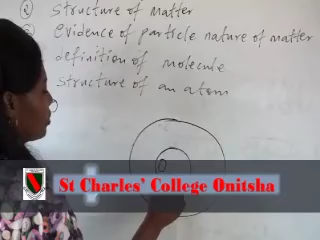 ② structure of matter
evidence of particle nature of matter
definition of molecule
structure of an atom
St Charles' College Onitsha